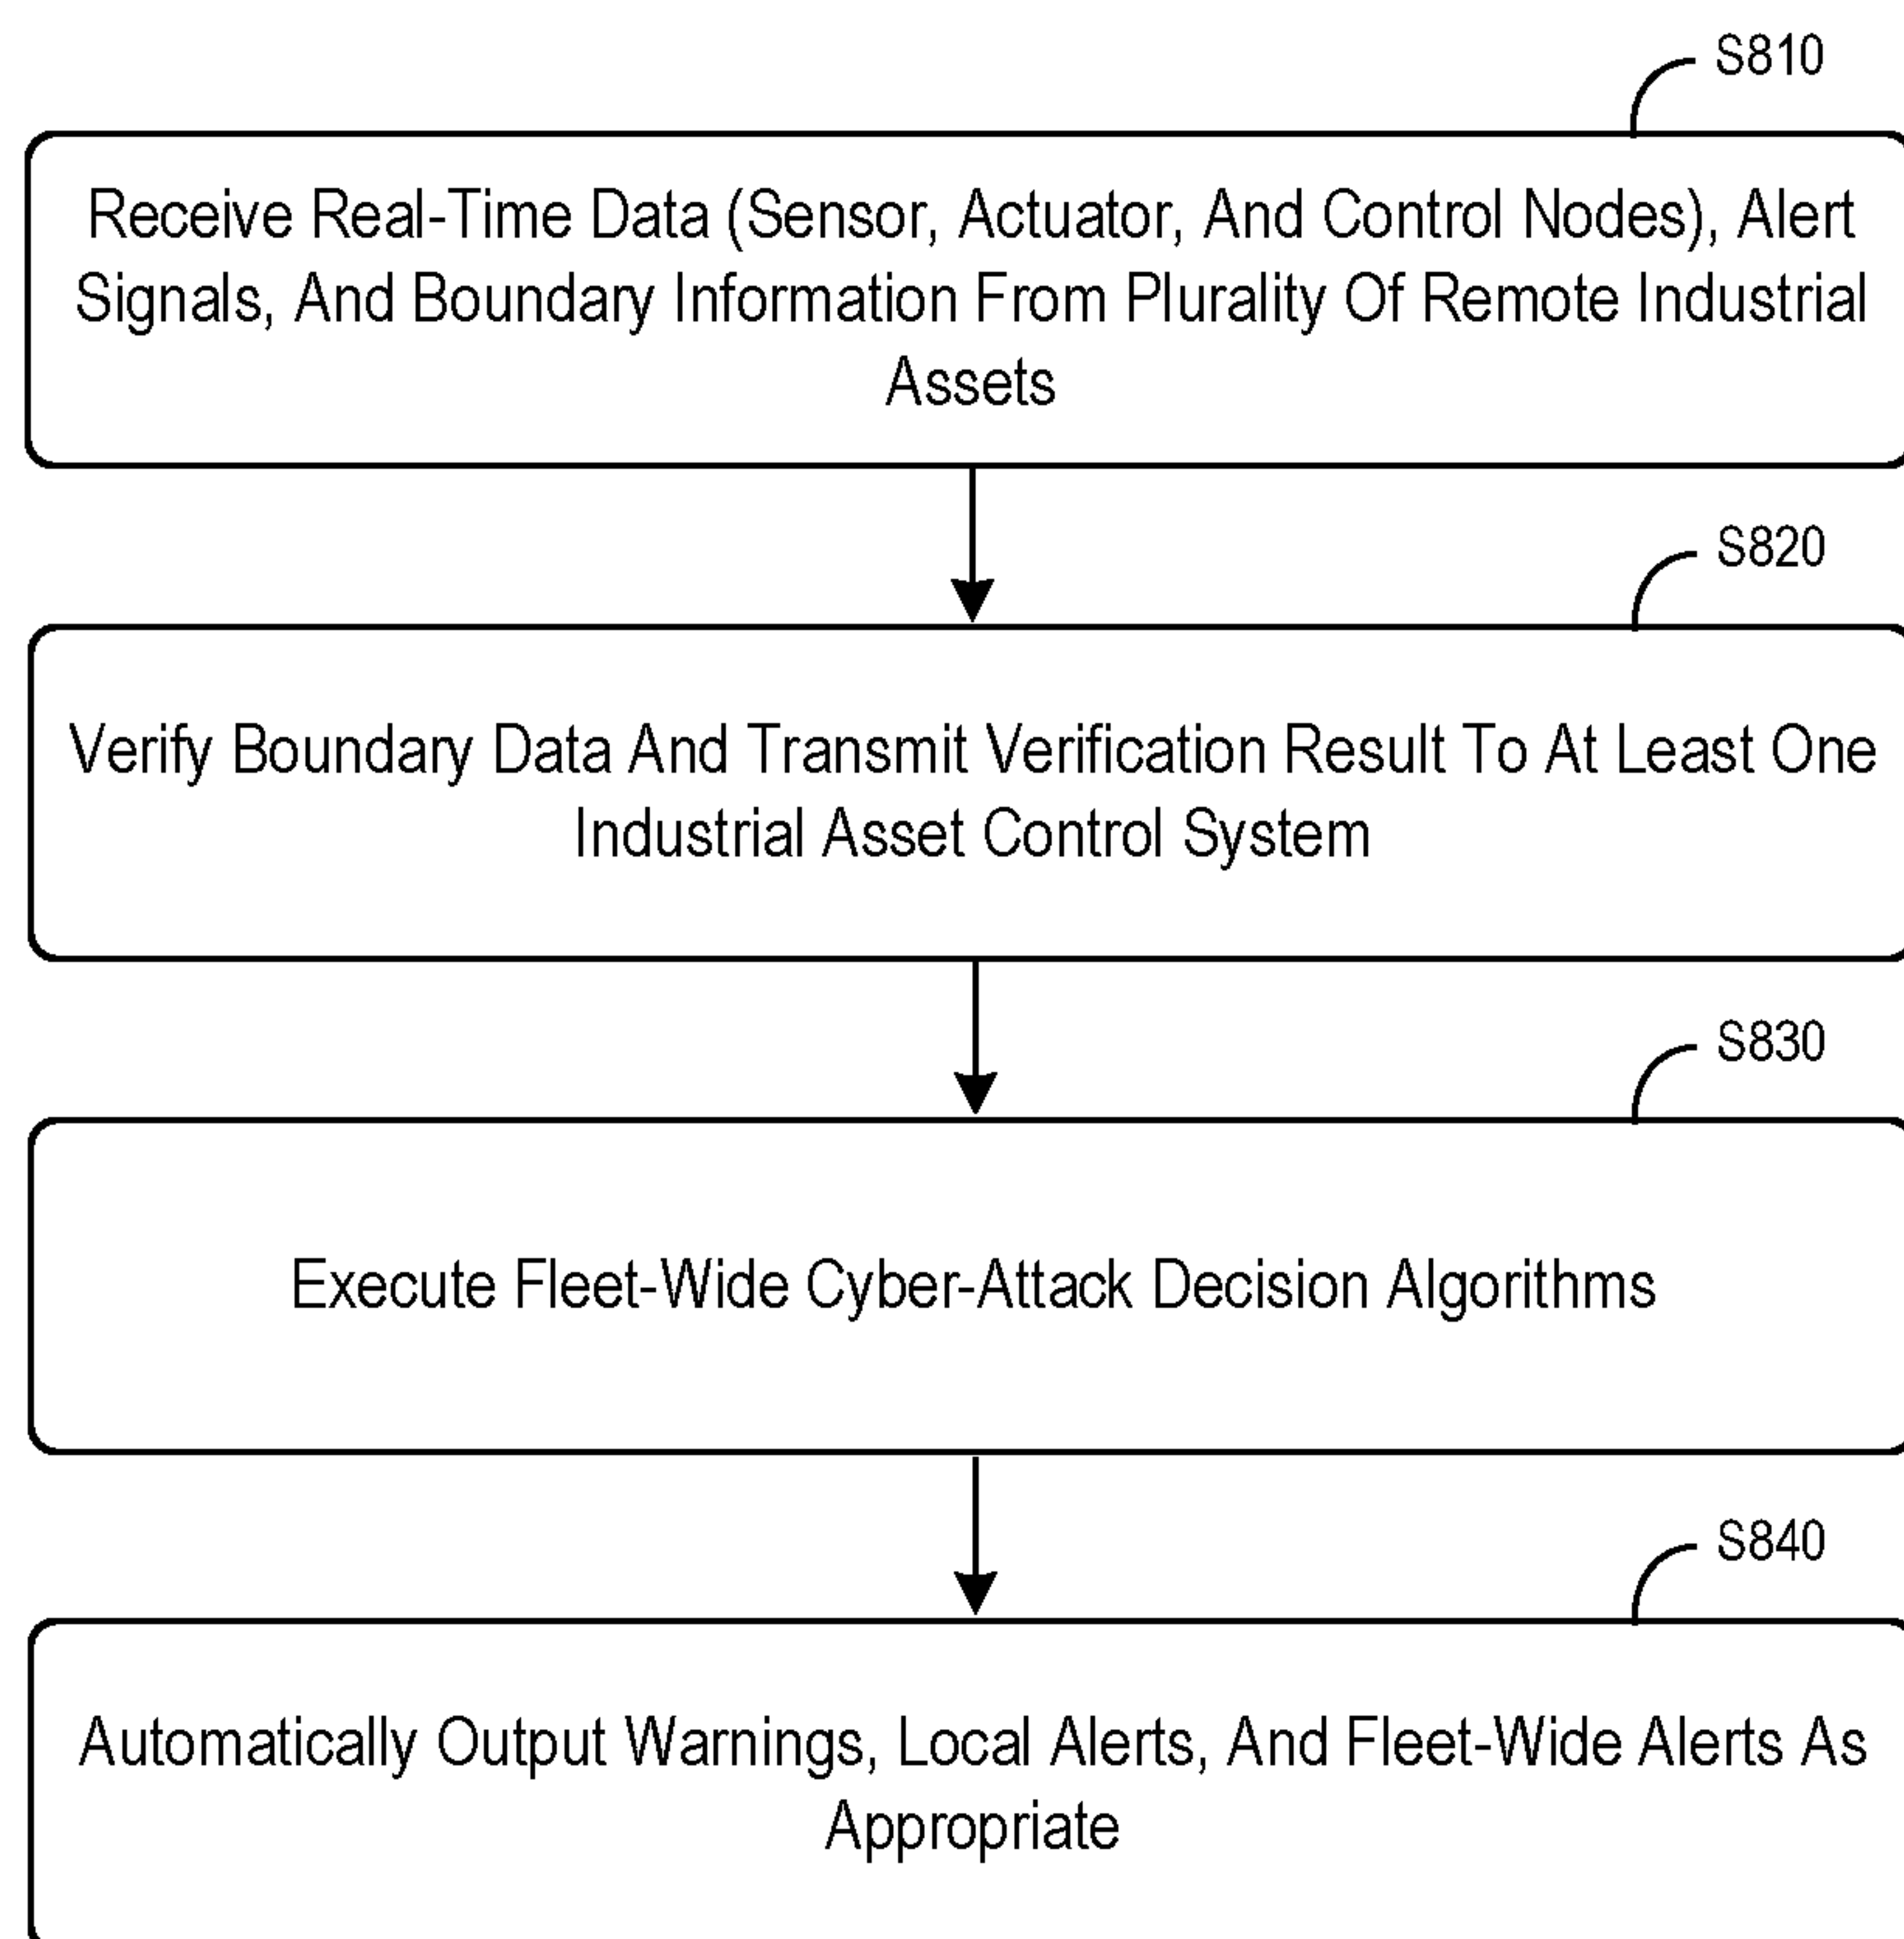 S810
Receive Real-Time Data (Sensor, Actuator, And Control Nodes), Alert
Signals, And Boundary Information From Plurality Of Remote Industrial
Assets
S820
Verify Boundary Data And Transmit Verification Result To At Least One
Industrial Asset Control System
S830
Execute Fleet-Wide Cyber-Attack Decision Algorithms
S840
Automatically Output Warnings, Local Alerts, And Fleet-Wide Alerts As
Appropriate